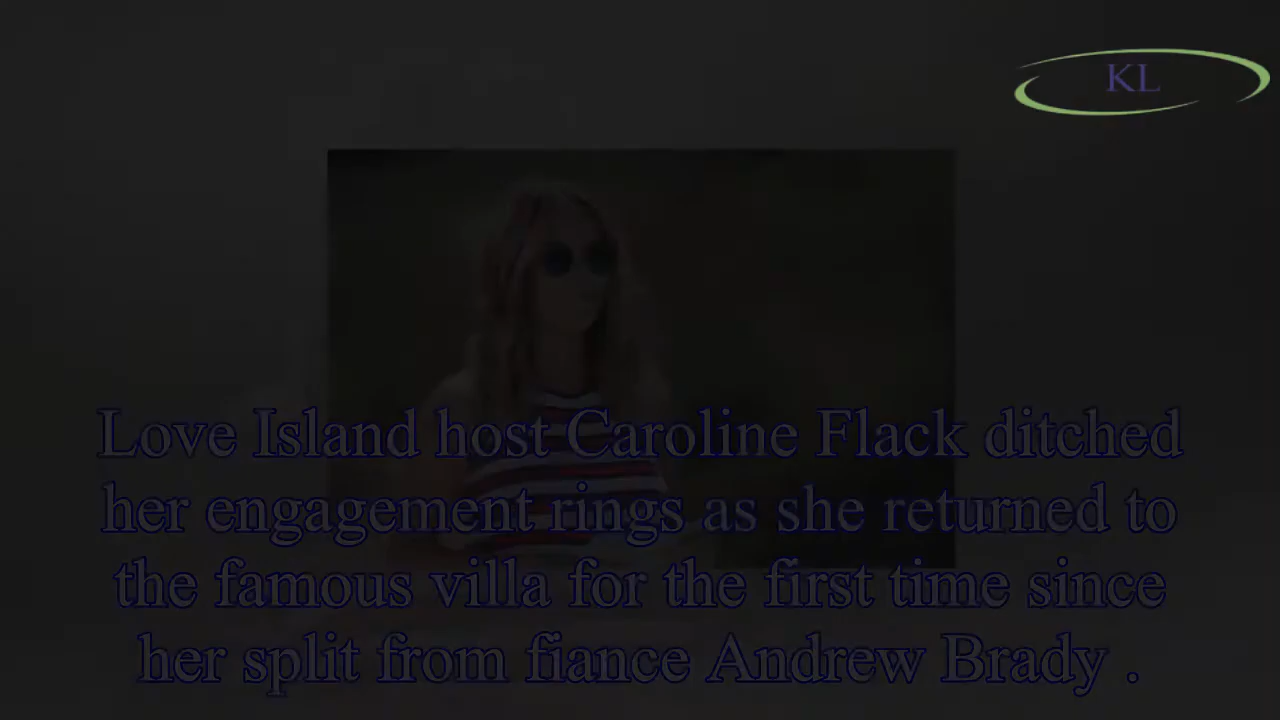 KL
Love Island host Caroline Flack ditched
her engagement rings as she returned to
the famous villa for the first time since
her split from fiance Andrew Brady .